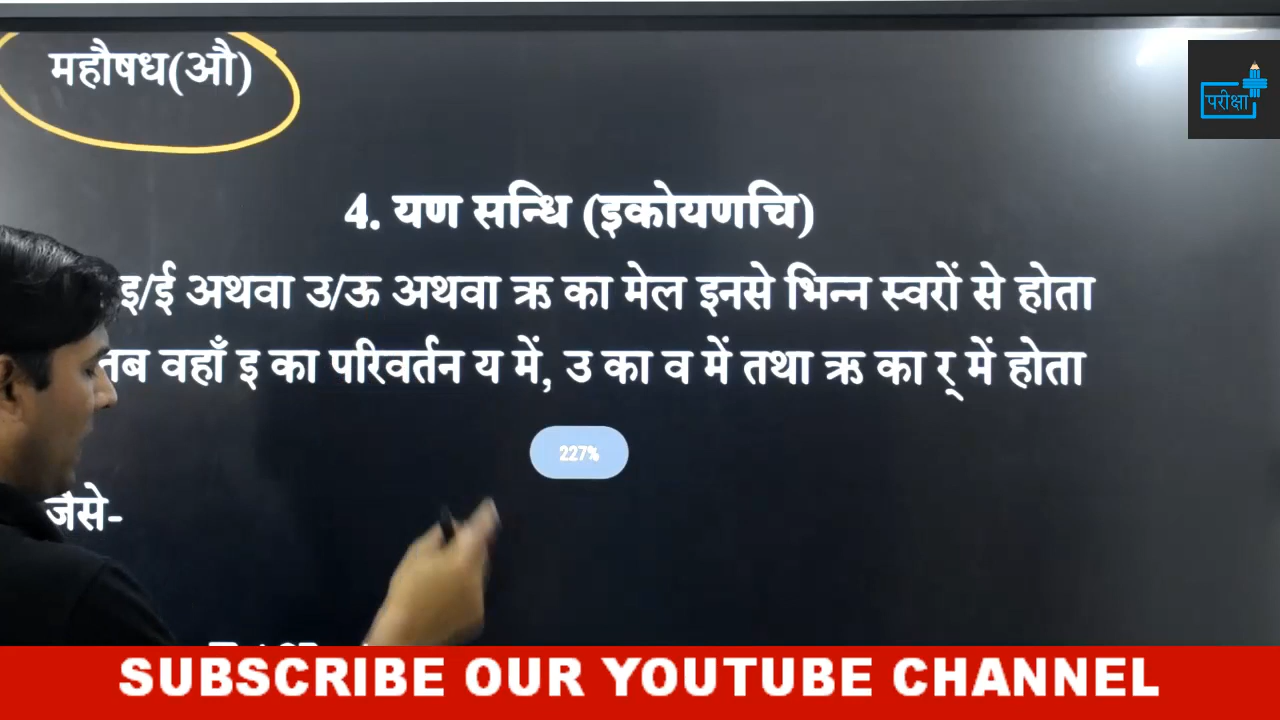 महौषध(औ)
परीक्षा
4. यण सन्धि (इकोयणचि)
इ/ई अथवा उ/ऊ अथवा ऋ का मेल इनसे भिन्न स्वरों से होता
तब वहाँ इ का परिवर्तन य में, उ का व में तथा ऋ का र् में होता
227%
जैसे-
SUBSCRIBE OUR YOUTUBE CHANNEL